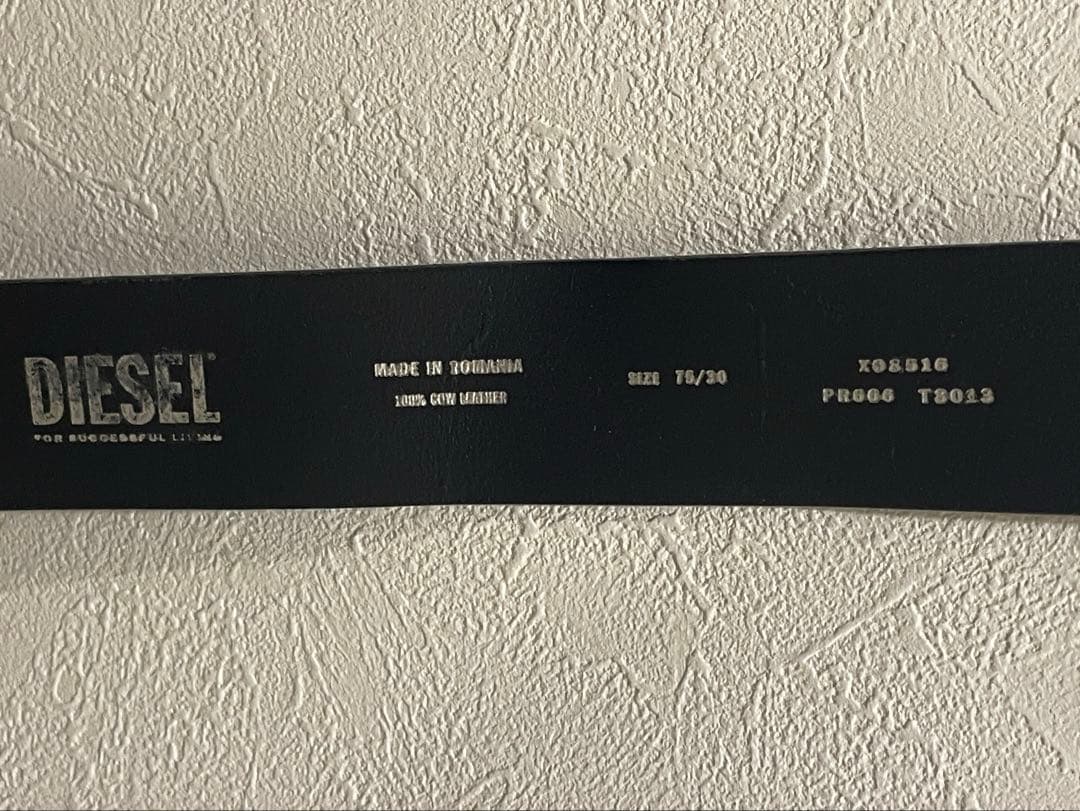 DIESEL
FOR SUCCESSFUL LIVING
MADE IN ROMANIA
100% COW LEATHER
SIZE 75/30
X08516
PR666 T8013